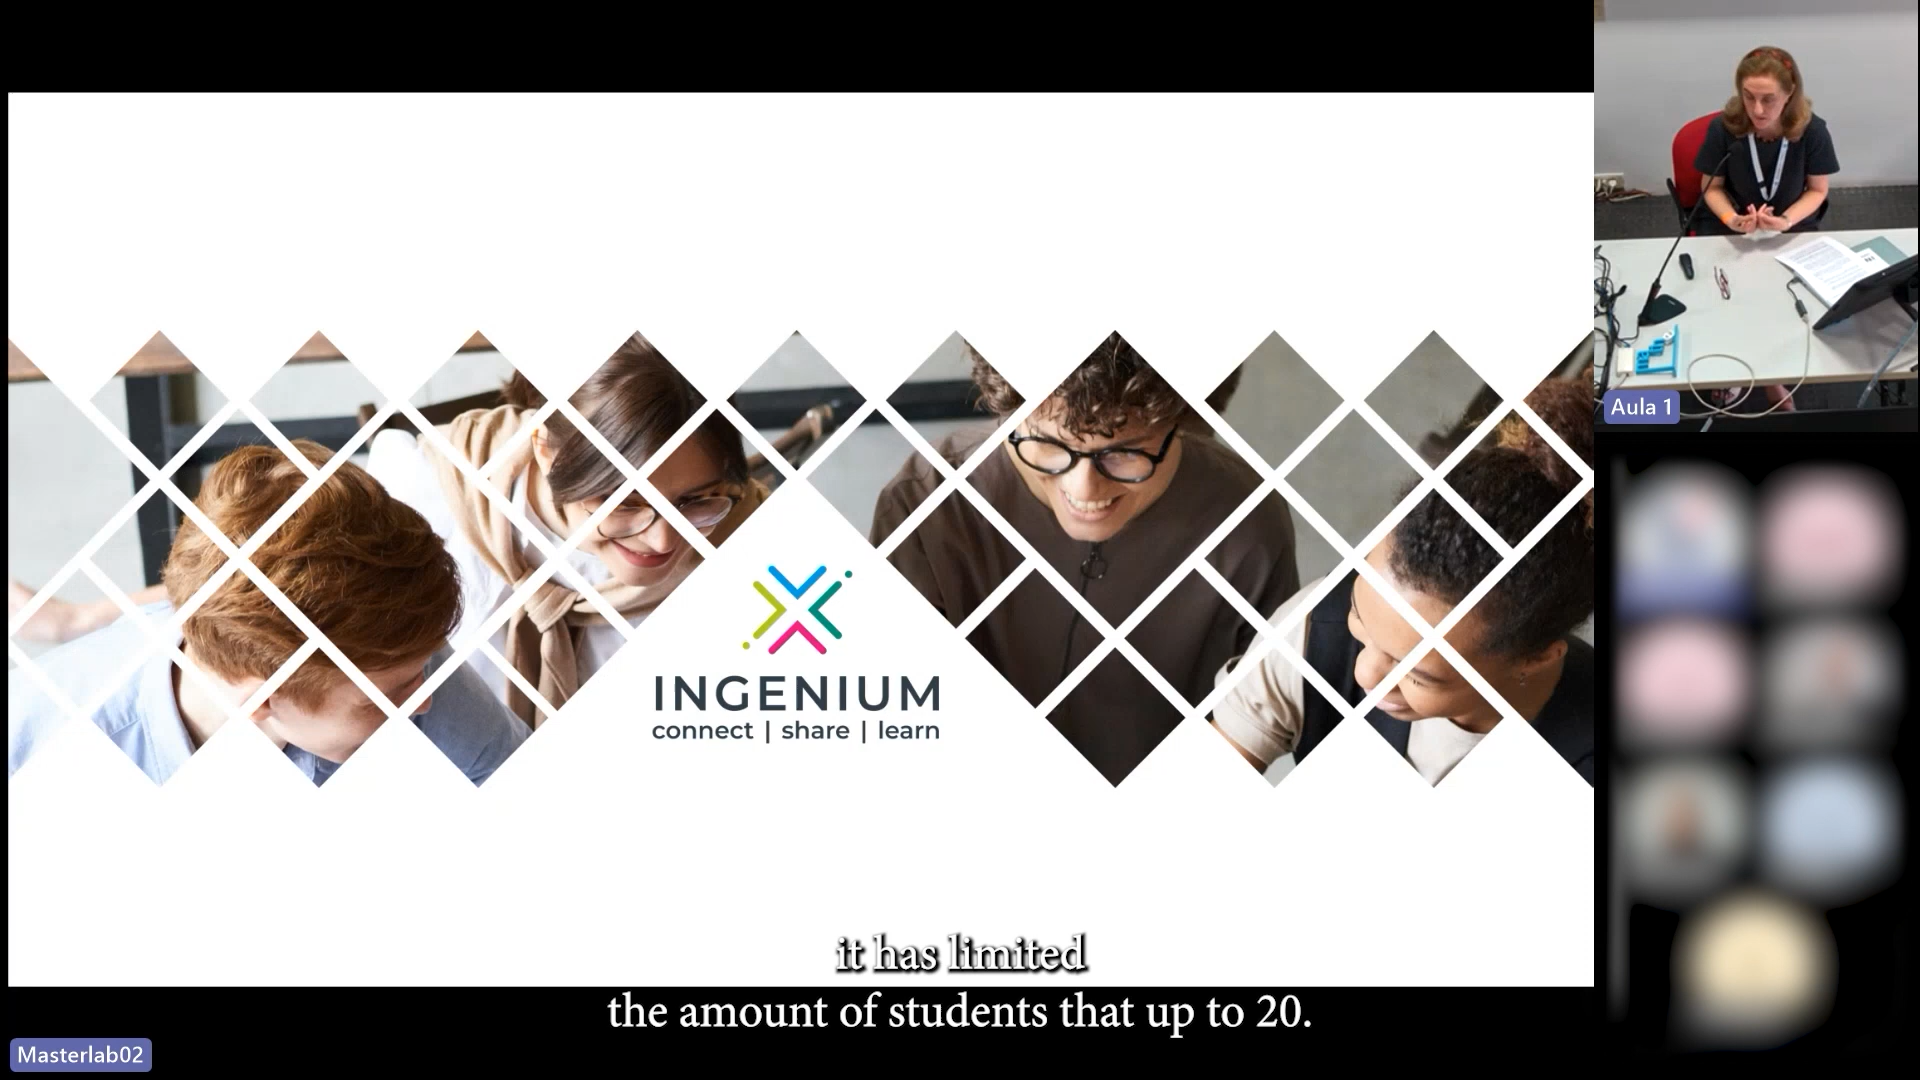 INGENIUM
connect | share | learn
Aula 1
it has limited
the amount of students that up to 20.
Masterlab02